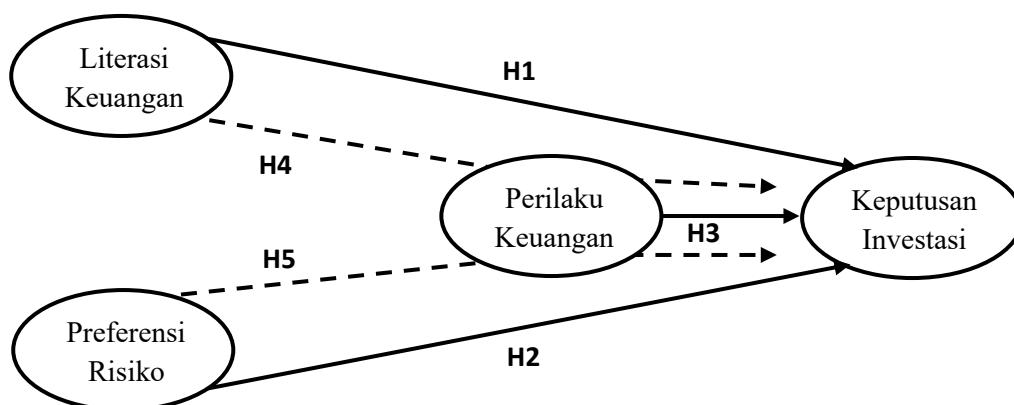 Literasi
Keuangan
H1
H4
Perilaku
Keuangan
H3
Keputusan
Investasi
H5
Preferensi
Risiko
H2